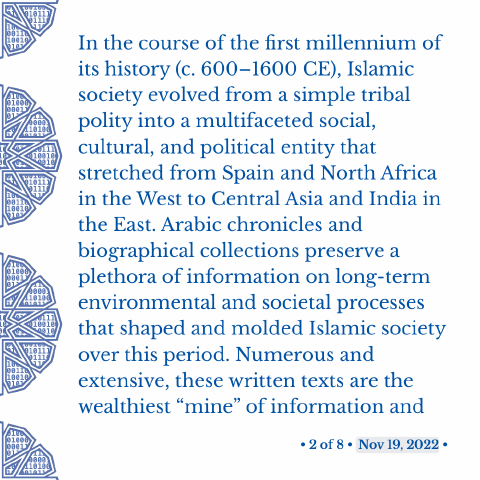 In the course of the first millennium of
its history (c. 600–1600 CE), Islamic
society evolved from a simple tribal
polity into a multifaceted social,
cultural, and political entity that
stretched from Spain and North Africa
in the West to Central Asia and India in
the East. Arabic chronicles and
biographical collections preserve a
plethora of information on long-term
environmental and societal processes
that shaped and molded Islamic society
over this period. Numerous and
extensive, these written texts are the
wealthiest “mine” of information and
• 2 of 8 • Nov 19, 2022 •